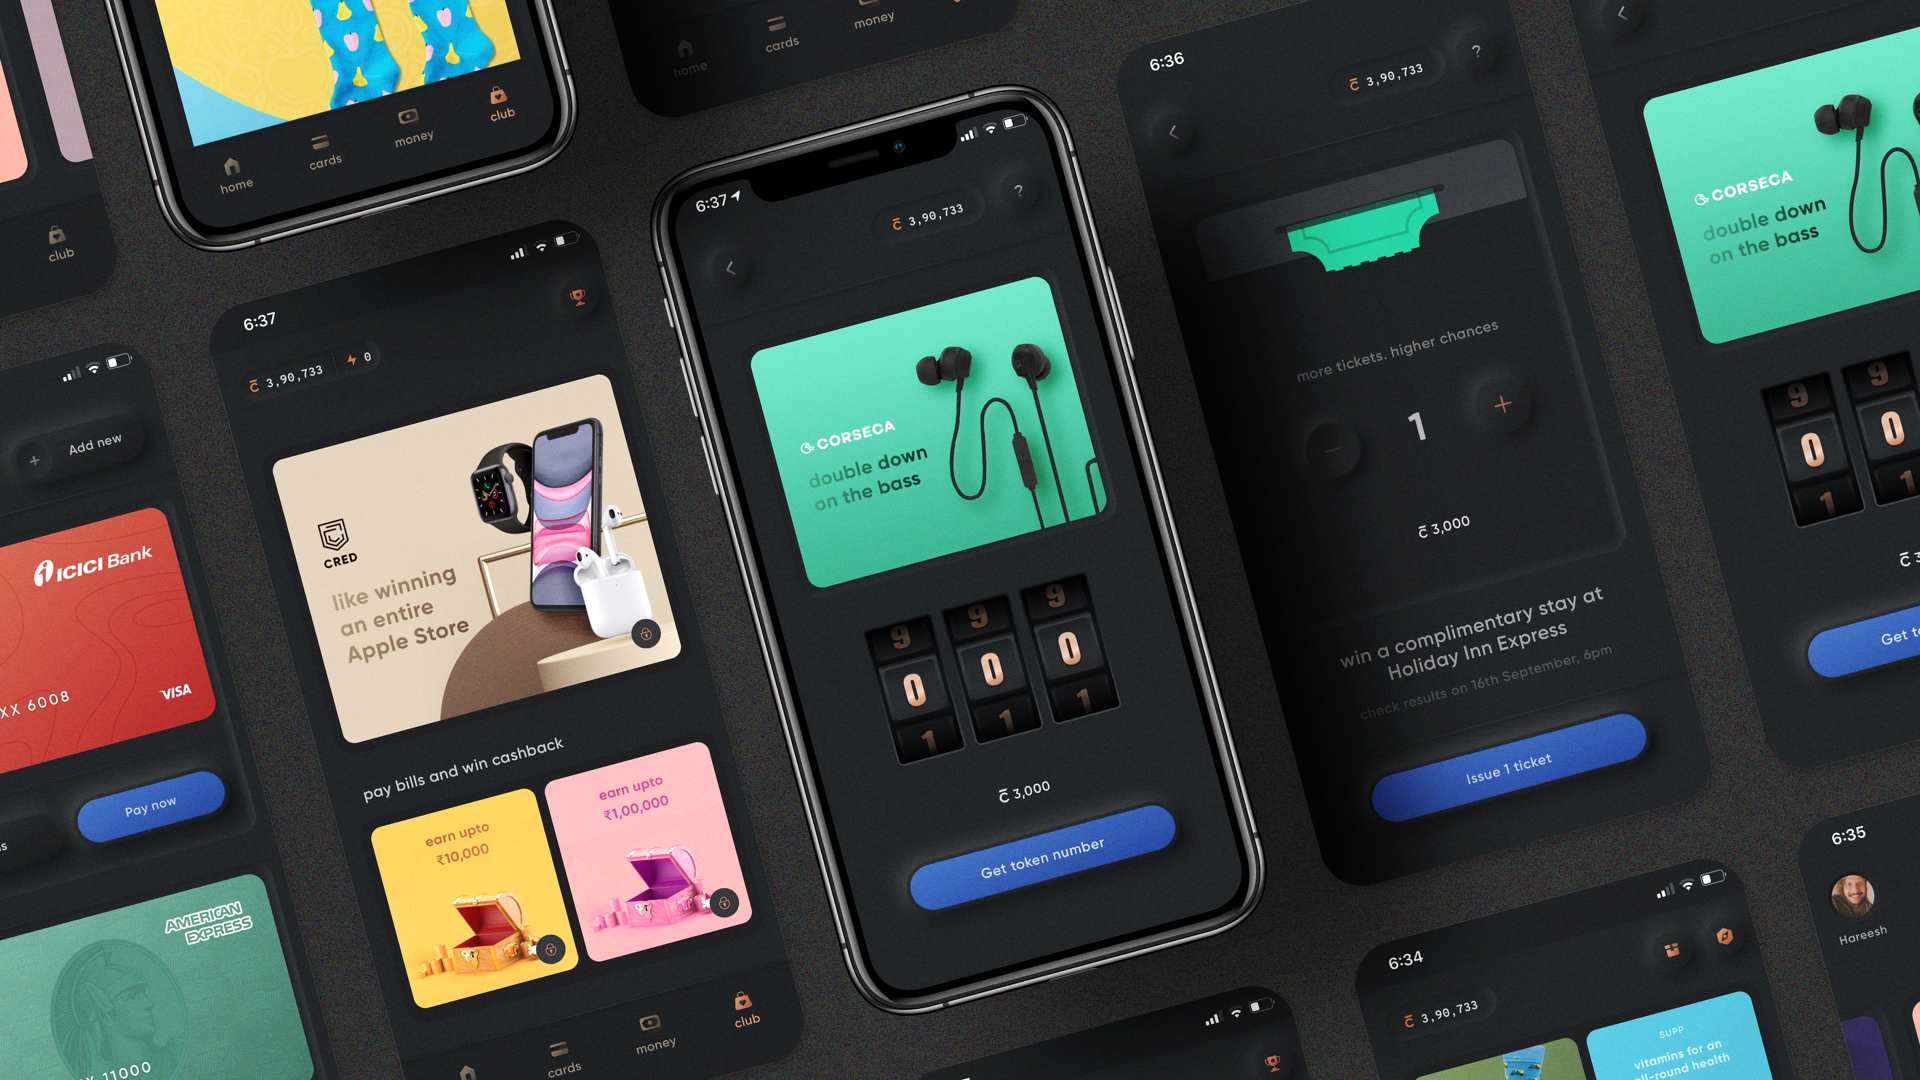 home
cards
money
club
home
cards
money
club
6:37
3,90,733
0
CRED
like winning
an entire
Apple Store
pay bills and win cashback
earn upto
₹10,000
earn upto
₹1,00,000
cards
money
club
Add new
ICICI Bank
XX 6008
VISA
Pay now
AMERICAN
EXPRESS
11000
6:37
3,90,733
?
CORSECA
double down
on the bass
9 9 9
0 0 0
1 1 1
3,000
Get token number
6:36
3,90,733
?
more tickets. higher chances
1
3,000
win a complimentary stay at
Holiday Inn Express
check results on 16th September, 6pm
Issue 1 ticket
CORSECA
double down
on the bass
9 9
0 0
1 1
Get to
6:34
3,90,733
SUPP
vitamins for an
all-round health
6:35
Hareesh